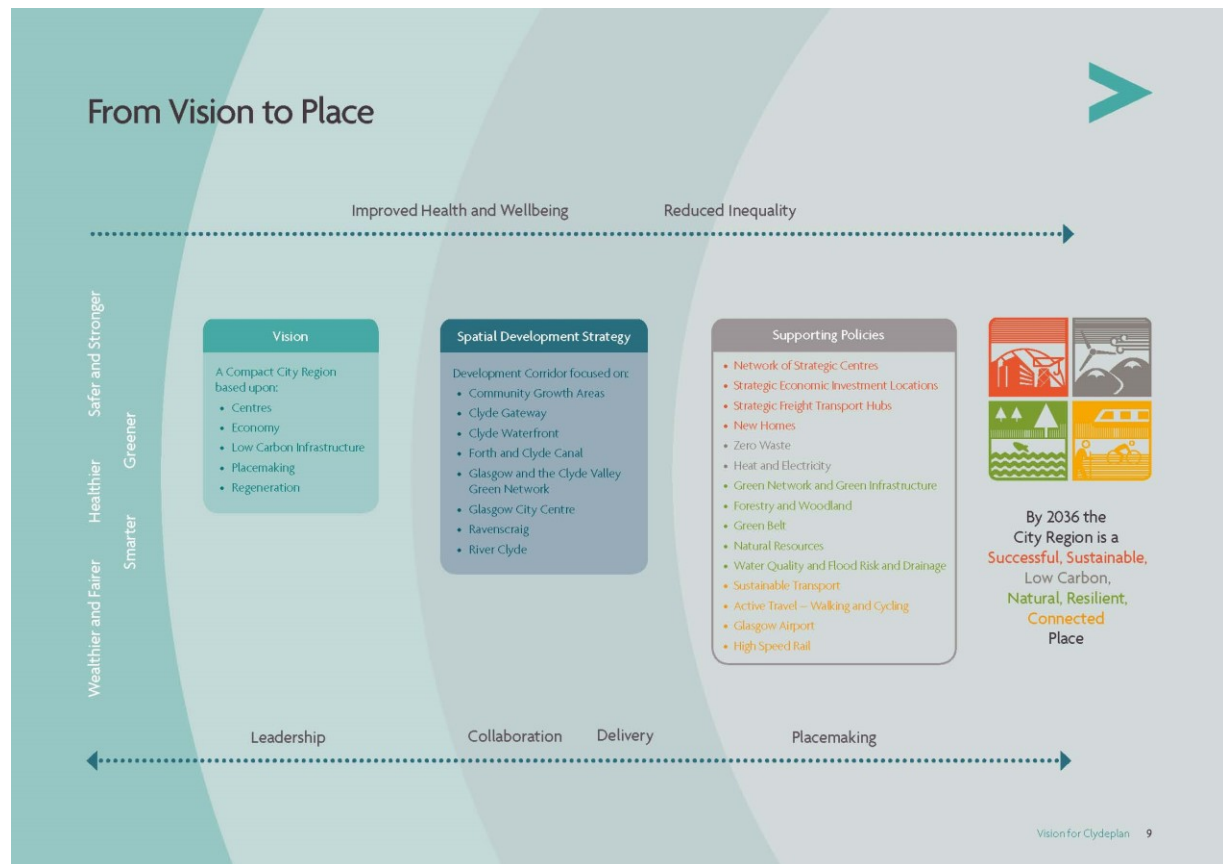 From Vision to Place
Improved Health and Wellbeing
Reduced Inequality
Wealthier and Fairer
Healthier
Safer and Stronger
Smarter
Greener
Vision
A Compact City Region
based upon:
• Centres
• Economy
• Low Carbon Infrastructure
• Placemaking
• Regeneration
Spatial Development Strategy
Development Corridor focused on:
• Community Growth Areas
• Clyde Gateway
• Clyde Waterfront
• Forth and Clyde Canal
• Glasgow and the Clyde Valley
Green Network
• Glasgow City Centre
• Ravenscraig
• River Clyde
Supporting Policies
• Network of Strategic Centres
• Strategic Economic Investment Locations
• Strategic Freight Transport Hubs
• New Homes
• Zero Waste
• Heat and Electricity
• Green Network and Green Infrastructure
• Forestry and Woodland
• Green Belt
• Natural Resources
• Water Quality and Flood Risk and Drainage
• Sustainable Transport
• Active Travel – Walking and Cycling
• Glasgow Airport
• High Speed Rail
By 2036 the
City Region is a
Successful, Sustainable,
Low Carbon,
Natural, Resilient,
Connected
Place
Leadership
Collaboration
Delivery
Placemaking
Vision for Clydeplan 9